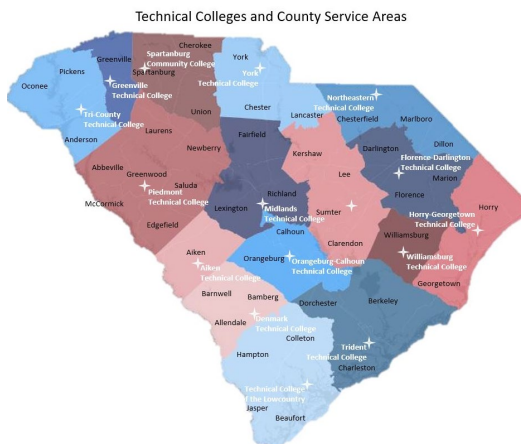 Technical Colleges and County Service Areas
Cherokee
Greenville
Spartanburg
Community College
York
Pickens
Spartanburg
York
Technical College
Oconee
Greenville
Technical College
Northeastern
Technical College
Tri-County
Technical College
Union
Chester
Lancaster
Chesterfield
Marlboro
Anderson
Laurens
Fairfield
Darlington
Dillon
Newberry
Kershaw
Florence-Darlington
Technical College
Abbeville
Greenwood
Lee
Marion
Saluda
Piedmont
Technical College
Richland
Florence
McCormick
Lexington
Midlands
Technical College
Sumter
Horry
Horry-Georgetown
Technical College
Edgefield
Calhoun
Williamsburg
Clarendon
Aiken
Orangeburg
Orangeburg-Calhoun
Technical College
Williamsburg
Technical College
Aiken
Technical College
Georgetown
Barnwell
Bamberg
Dorchester
Berkeley
Allendale
Denmark
Technical College
Colleton
Trident
Technical College
Hampton
Charleston
Technical College
of the Lowcountry
Jasper
Beaufort